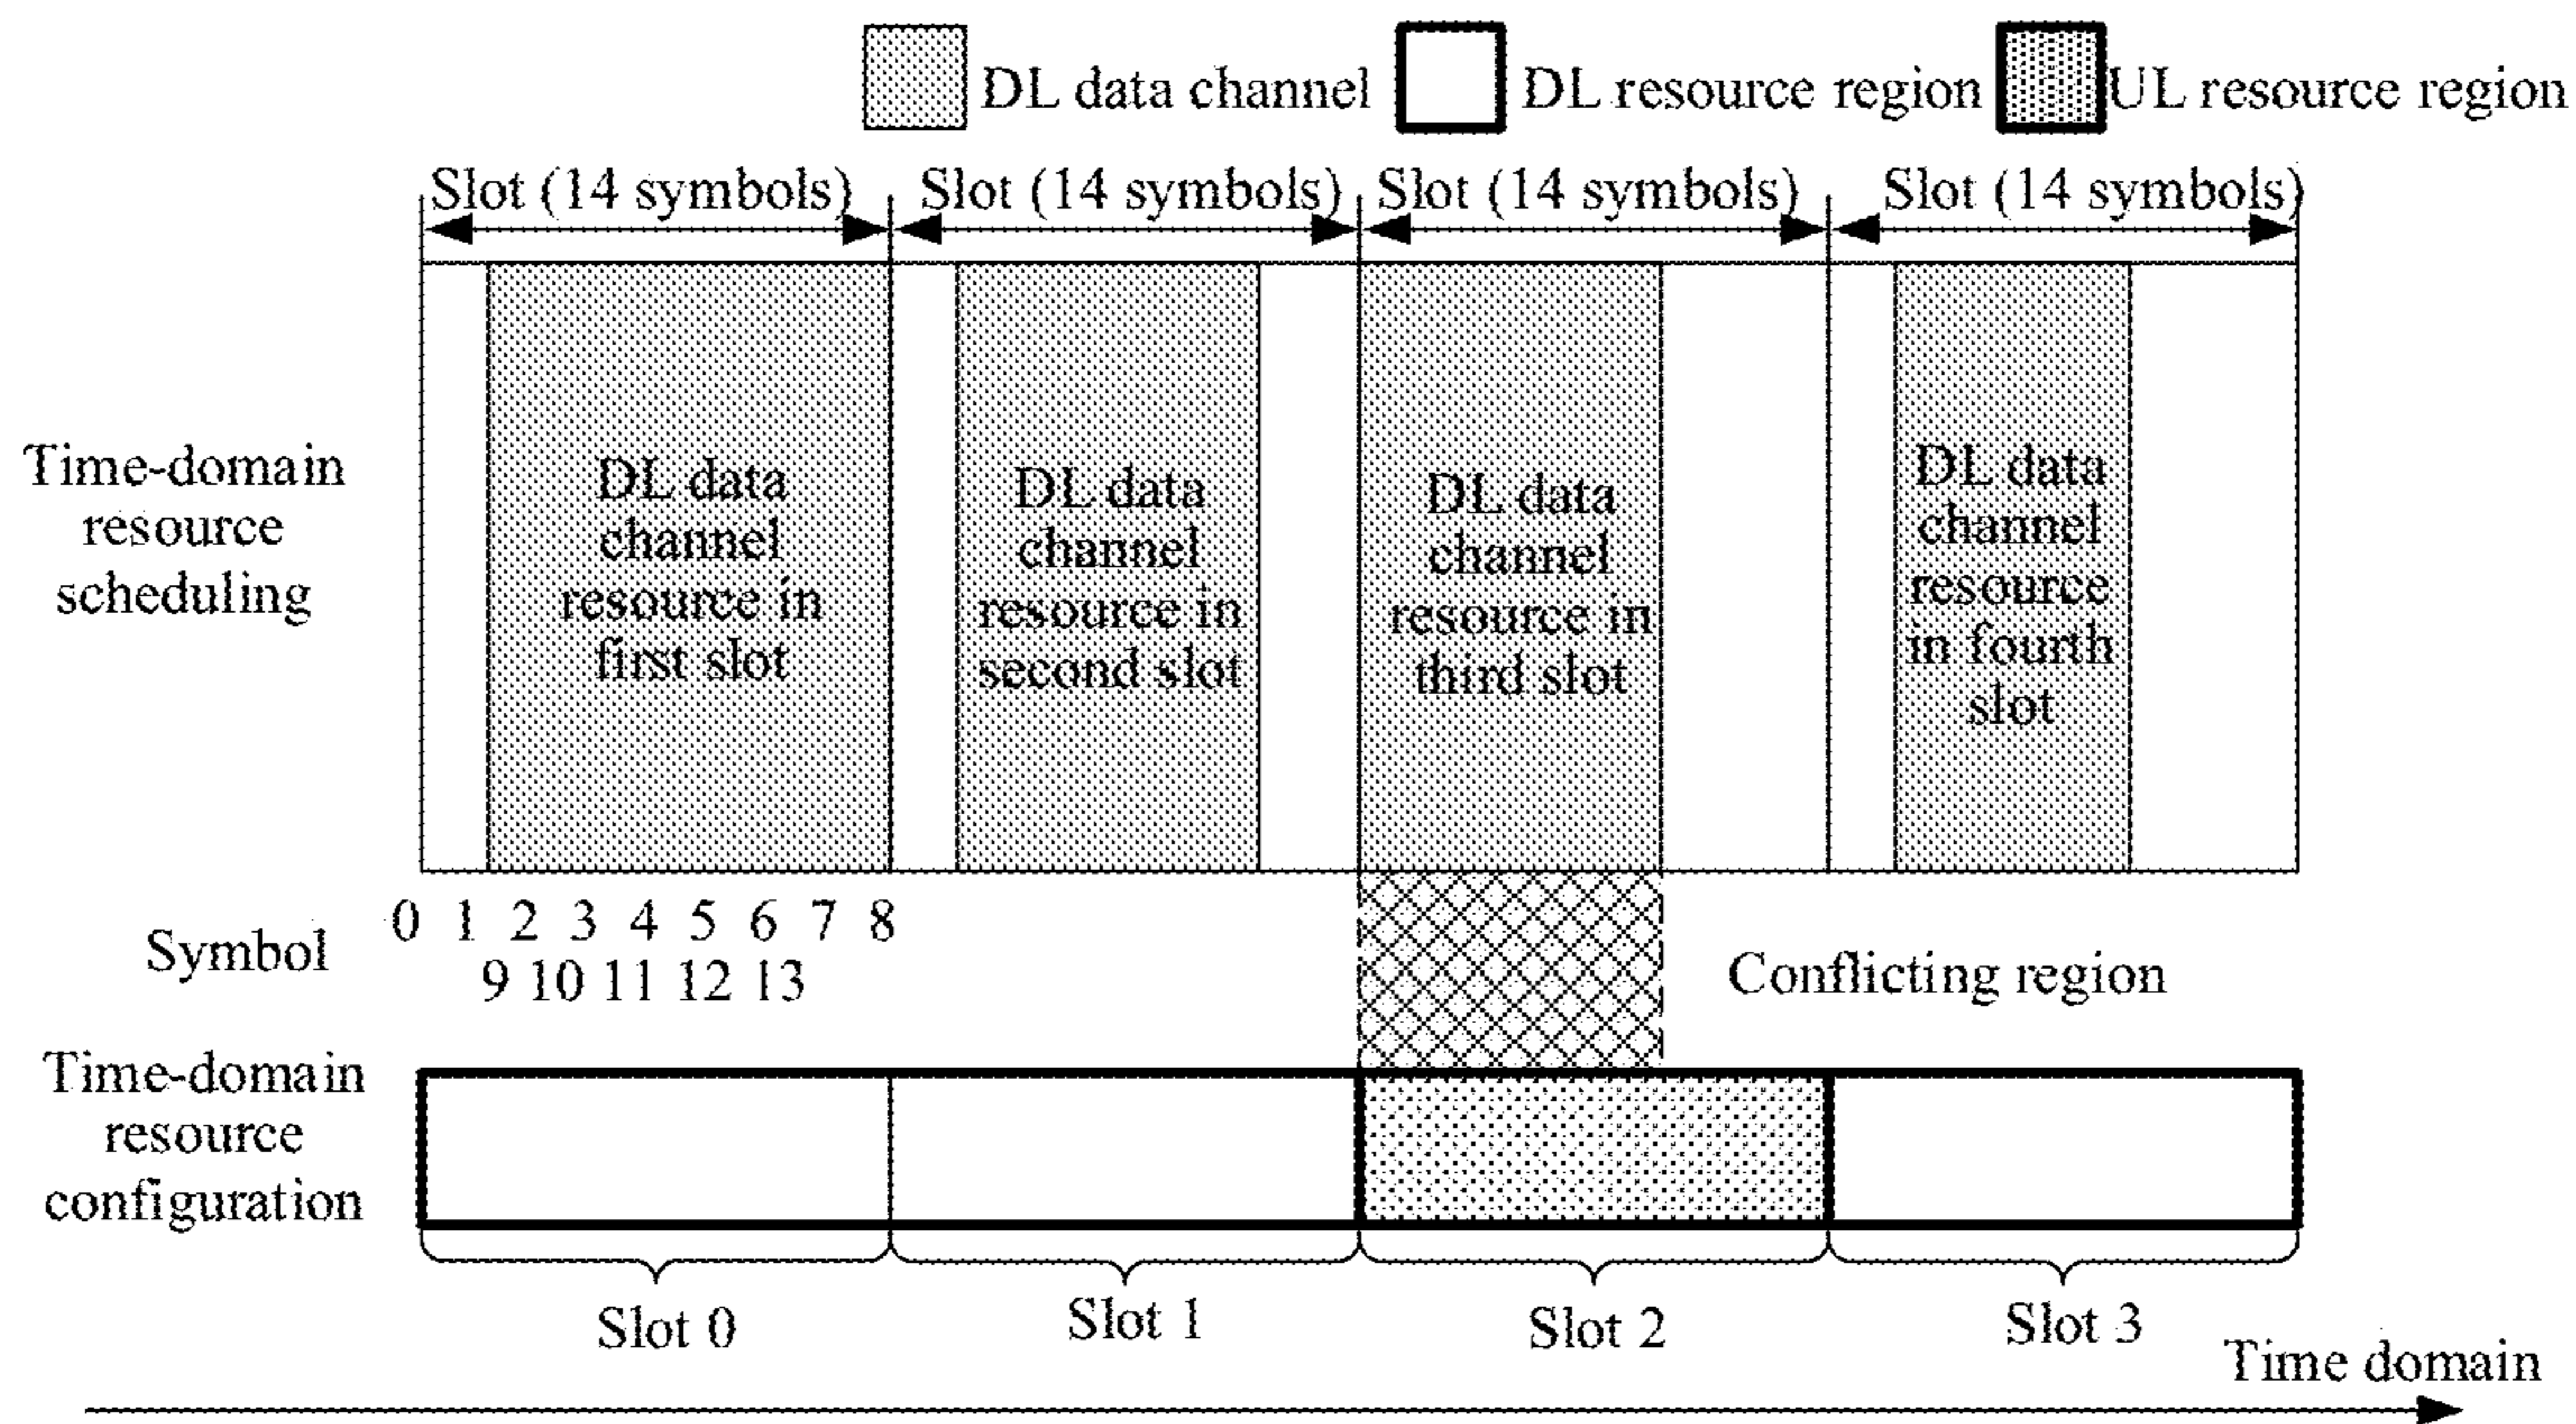 DL data channel
DL resource region
UL resource region
Slot (14 symbols)
Slot (14 symbols)
Slot (14 symbols)
Slot (14 symbols)
Time-domain
resource
scheduling
DL data
channel
resource in
first slot
DL data
channel
resource in
second slot
DL data
channel
resource in
third slot
DL data
channel
resource
in fourth
slot
Symbol
0 1 2 3 4 5 6 7 8
9 10 11 12 13
Conflicting region
Time-domain
resource
configuration
Slot 0
Slot 1
Slot 2
Slot 3
Time domain